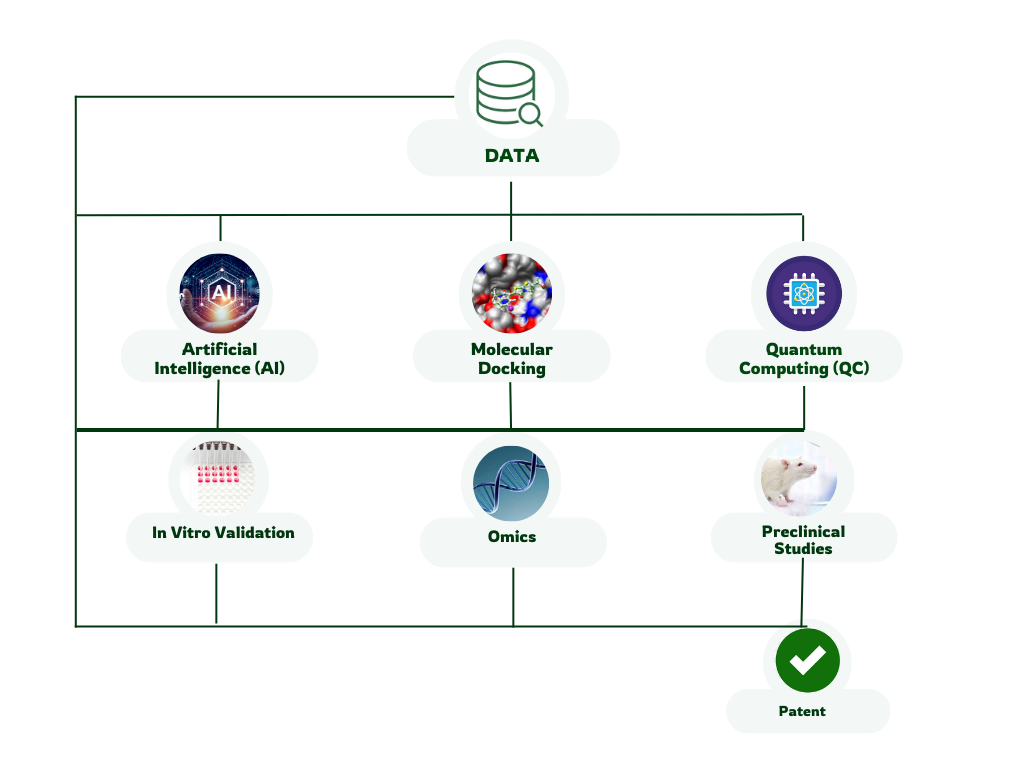 DATA
AI
Artificial
Intelligence (AI)
Molecular
Docking
Quantum
Computing (QC)
In Vitro Validation
Omics
Preclinical
Studies
Patent